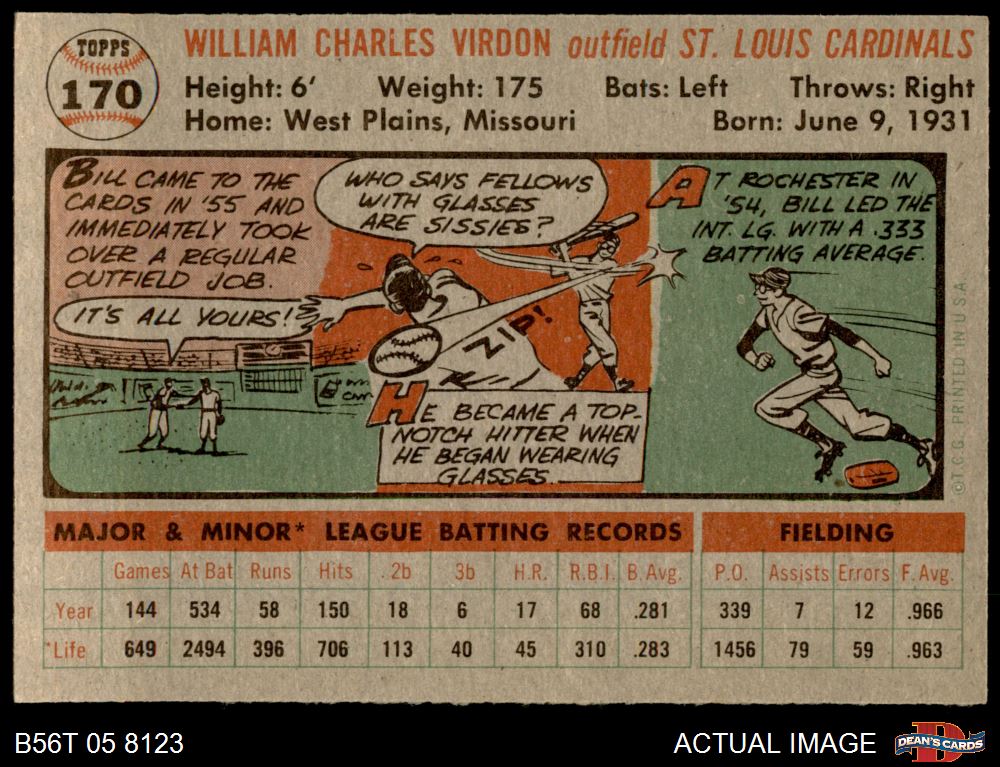 TOPPS
170
WILLIAM CHARLES VIRDON outfield ST. LOUIS CARDINALS
Height: 6' Weight: 175 Bats: Left Throws: Right
Home: West Plains, Missouri Born: June 9, 1931
BILL CAME TO THE
CARDS IN '55 AND
IMMEDIATELY TOOK
OVER A REGULAR
OUTFIELD JOB.
IT'S ALL YOURS!
WHO SAYS FELLOWS
WITH GLASSES
ARE SISSIES?
ZIP!
HE BECAME A TOP-
NOTCH HITTER WHEN
HE BEGAN WEARING
GLASSES.
AT ROCHESTER IN
'54, BILL LED THE
INT. LG. WITH A .333
BATTING AVERAGE.
© T.C.G. PRINTED IN U.S.A.
MAJOR & MINOR* LEAGUE BATTING RECORDS FIELDING
Games At Bat Runs Hits .2b 3b H.R. R.B.I. B. Avg. P.O. Assists Errors F. Avg.
Year 144 534 58 150 18 6 17 68 .281 339 7 12 .966
*Life 649 2494 396 706 113 40 45 310 .283 1456 79 59 .963
B56T 05 8123 ACTUAL IMAGE DEAN'S CARDS